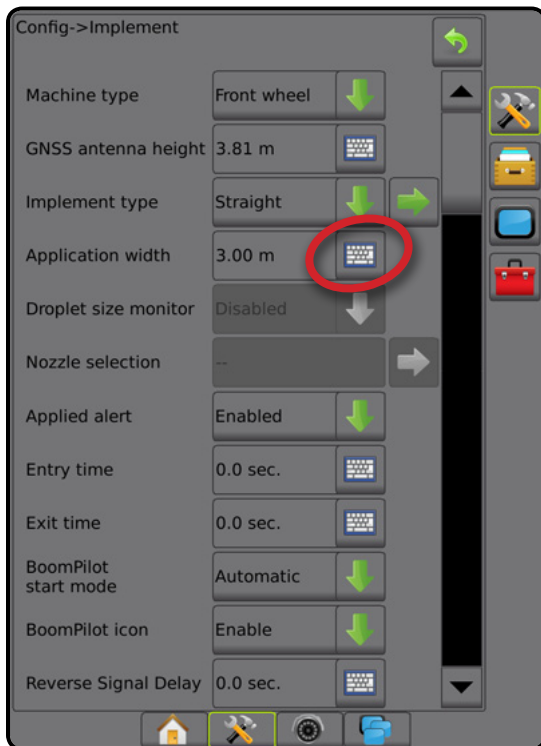 Config->Implement
Machine type Front wheel
GNSS antenna height 3.81 m
Implement type Straight
Application width 3.00 m
Droplet size monitor Disabled
Nozzle selection --
Applied alert Enabled
Entry time 0.0 sec.
Exit time 0.0 sec.
BoomPilot
start mode Automatic
BoomPilot icon Enable
Reverse Signal Delay 0.0 sec.